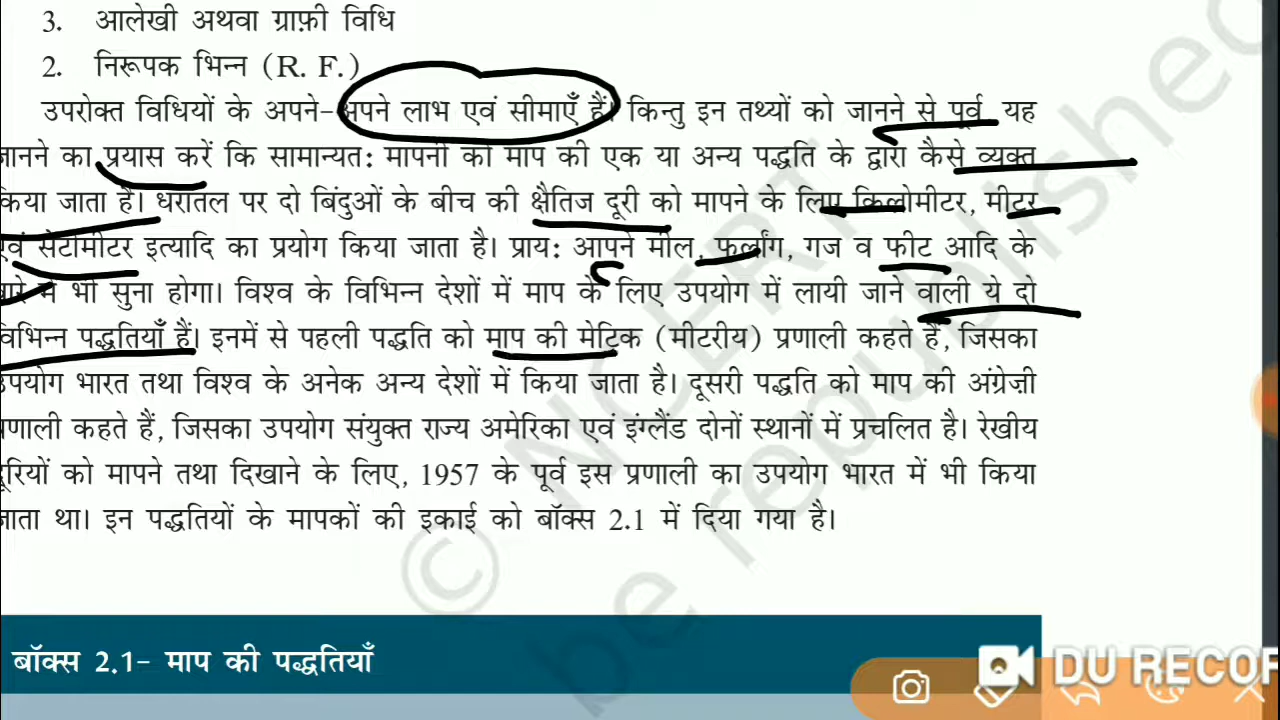 3. आलेखी अथवा ग्राफ़ी विधि
2. निरूपक भिन्न (R. F.)
उपरोक्त विधियों के अपने-अपने लाभ एवं सीमाएँ हैं। किन्तु इन तथ्यों को जानने से पूर्व यह
जानने का प्रयास करें कि सामान्यत: मापनी को माप की एक या अन्य पद्धति के द्वारा कैसे व्यक्त
किया जाता है। धरातल पर दो बिंदुओं के बीच की क्षैतिज दूरी को मापने के लिए किलोमीटर, मीटर
एवं सेंटीमीटर इत्यादि का प्रयोग किया जाता है। प्राय: आपने मील, फर्लांग, गज व फीट आदि के
बारे में भी सुना होगा। विश्व के विभिन्न देशों में माप के लिए उपयोग में लायी जाने वाली ये दो
विभिन्न पद्धतियाँ हैं। इनमें से पहली पद्धति को माप की मेट्रिक (मीटरीय) प्रणाली कहते हैं, जिसका
उपयोग भारत तथा विश्व के अनेक अन्य देशों में किया जाता है। दूसरी पद्धति को माप की अंग्रेज़ी
प्रणाली कहते हैं, जिसका उपयोग संयुक्त राज्य अमेरिका एवं इंग्लैंड दोनों स्थानों में प्रचलित है। रेखीय
दूरियों को मापने तथा दिखाने के लिए, 1957 के पूर्व इस प्रणाली का उपयोग भारत में भी किया
जाता था। इन पद्धतियों के मापकों की इकाई को बॉक्स 2.1 में दिया गया है।
© NCERT
be republished
बॉक्स 2.1- माप की पद्धतियाँ
DU RECOR